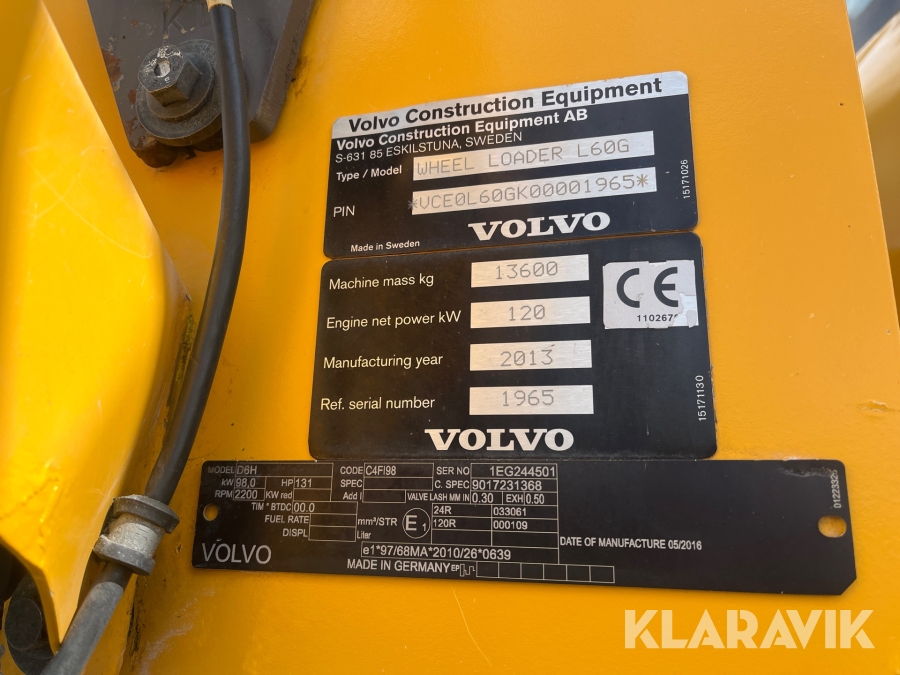 Volvo Construction Equipment
Volvo Construction Equipment AB
S-631 85 ESKILSTUNA, SWEDEN
Type / Model WHEEL LOADER L60G
PIN *VCE0L60GK00001965*
VOLVO
Made in Sweden
15171026
Machine mass kg 13600
Engine net power kW 120
Manufacturing year 2013
Ref. serial number 1965
VOLVO
CE
15171130
MODEL D6H CODE C4FI98 SER NO 1EG244501
kW 98,0 HP 131 SPEC C. SPEC 9017231368
RPM 2200 KW red Add I VALVE LASH MM IN 0.30 EXH 0.50
TIM ° BTDC 00.0 24R 033061
FUEL RATE mm³/STR E1 120R 000109
DISPL Liter
VOLVO e1*97/68MA*2010/26*0639
DATE OF MANUFACTURE 05/2016
MADE IN GERMANY EP
01223325
KLARAVIK